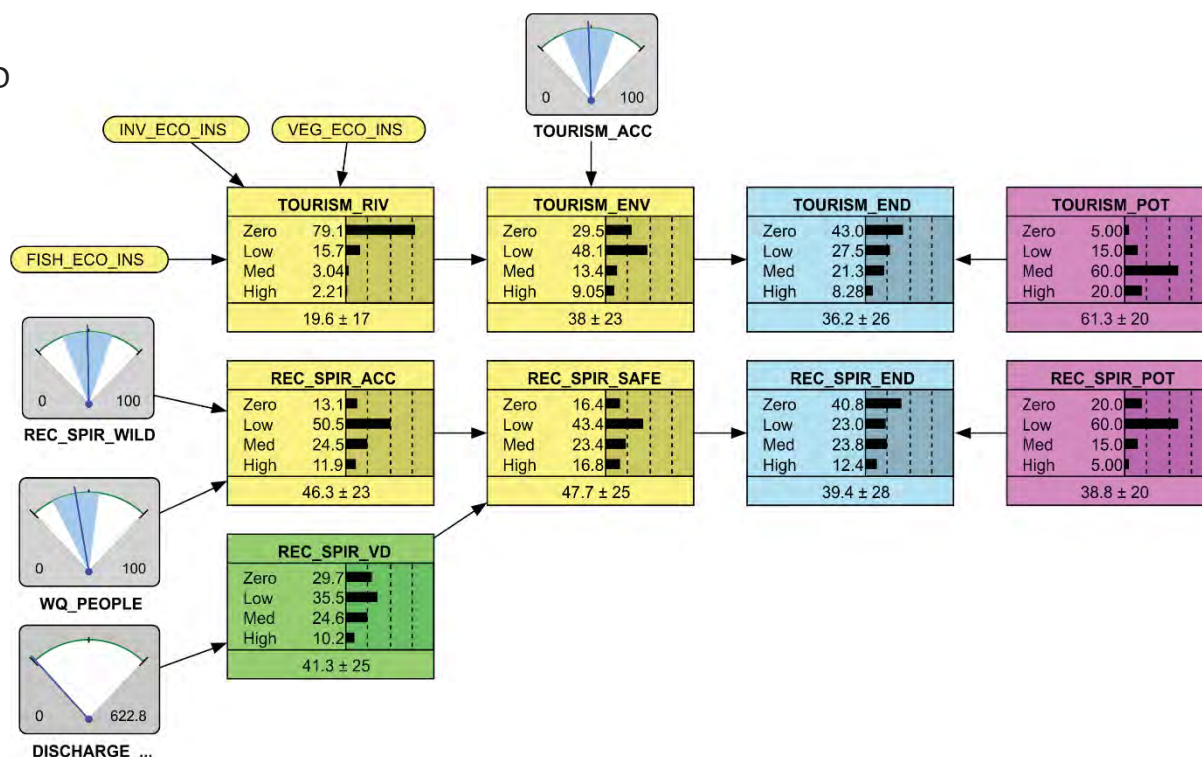 D
0 100
TOURISM_ACC
INV_ECO_INS
VEG_ECO_INS
FISH_ECO_INS
TOURISM_RIV
Zero 79.1
Low 15.7
Med 3.04
High 2.21
19.6 ± 17
TOURISM_ENV
Zero 29.5
Low 48.1
Med 13.4
High 9.05
38 ± 23
TOURISM_END
Zero 43.0
Low 27.5
Med 21.3
High 8.28
36.2 ± 26
TOURISM_POT
Zero 5.00
Low 15.0
Med 60.0
High 20.0
61.3 ± 20
0 100
REC_SPIR_WILD
REC_SPIR_ACC
Zero 13.1
Low 50.5
Med 24.5
High 11.9
46.3 ± 23
REC_SPIR_SAFE
Zero 16.4
Low 43.4
Med 23.4
High 16.8
47.7 ± 25
REC_SPIR_END
Zero 40.8
Low 23.0
Med 23.8
High 12.4
39.4 ± 28
REC_SPIR_POT
Zero 20.0
Low 60.0
Med 15.0
High 5.00
38.8 ± 20
0 100
WQ_PEOPLE
REC_SPIR_VD
Zero 29.7
Low 35.5
Med 24.6
High 10.2
41.3 ± 25
0 622.8
DISCHARGE_...